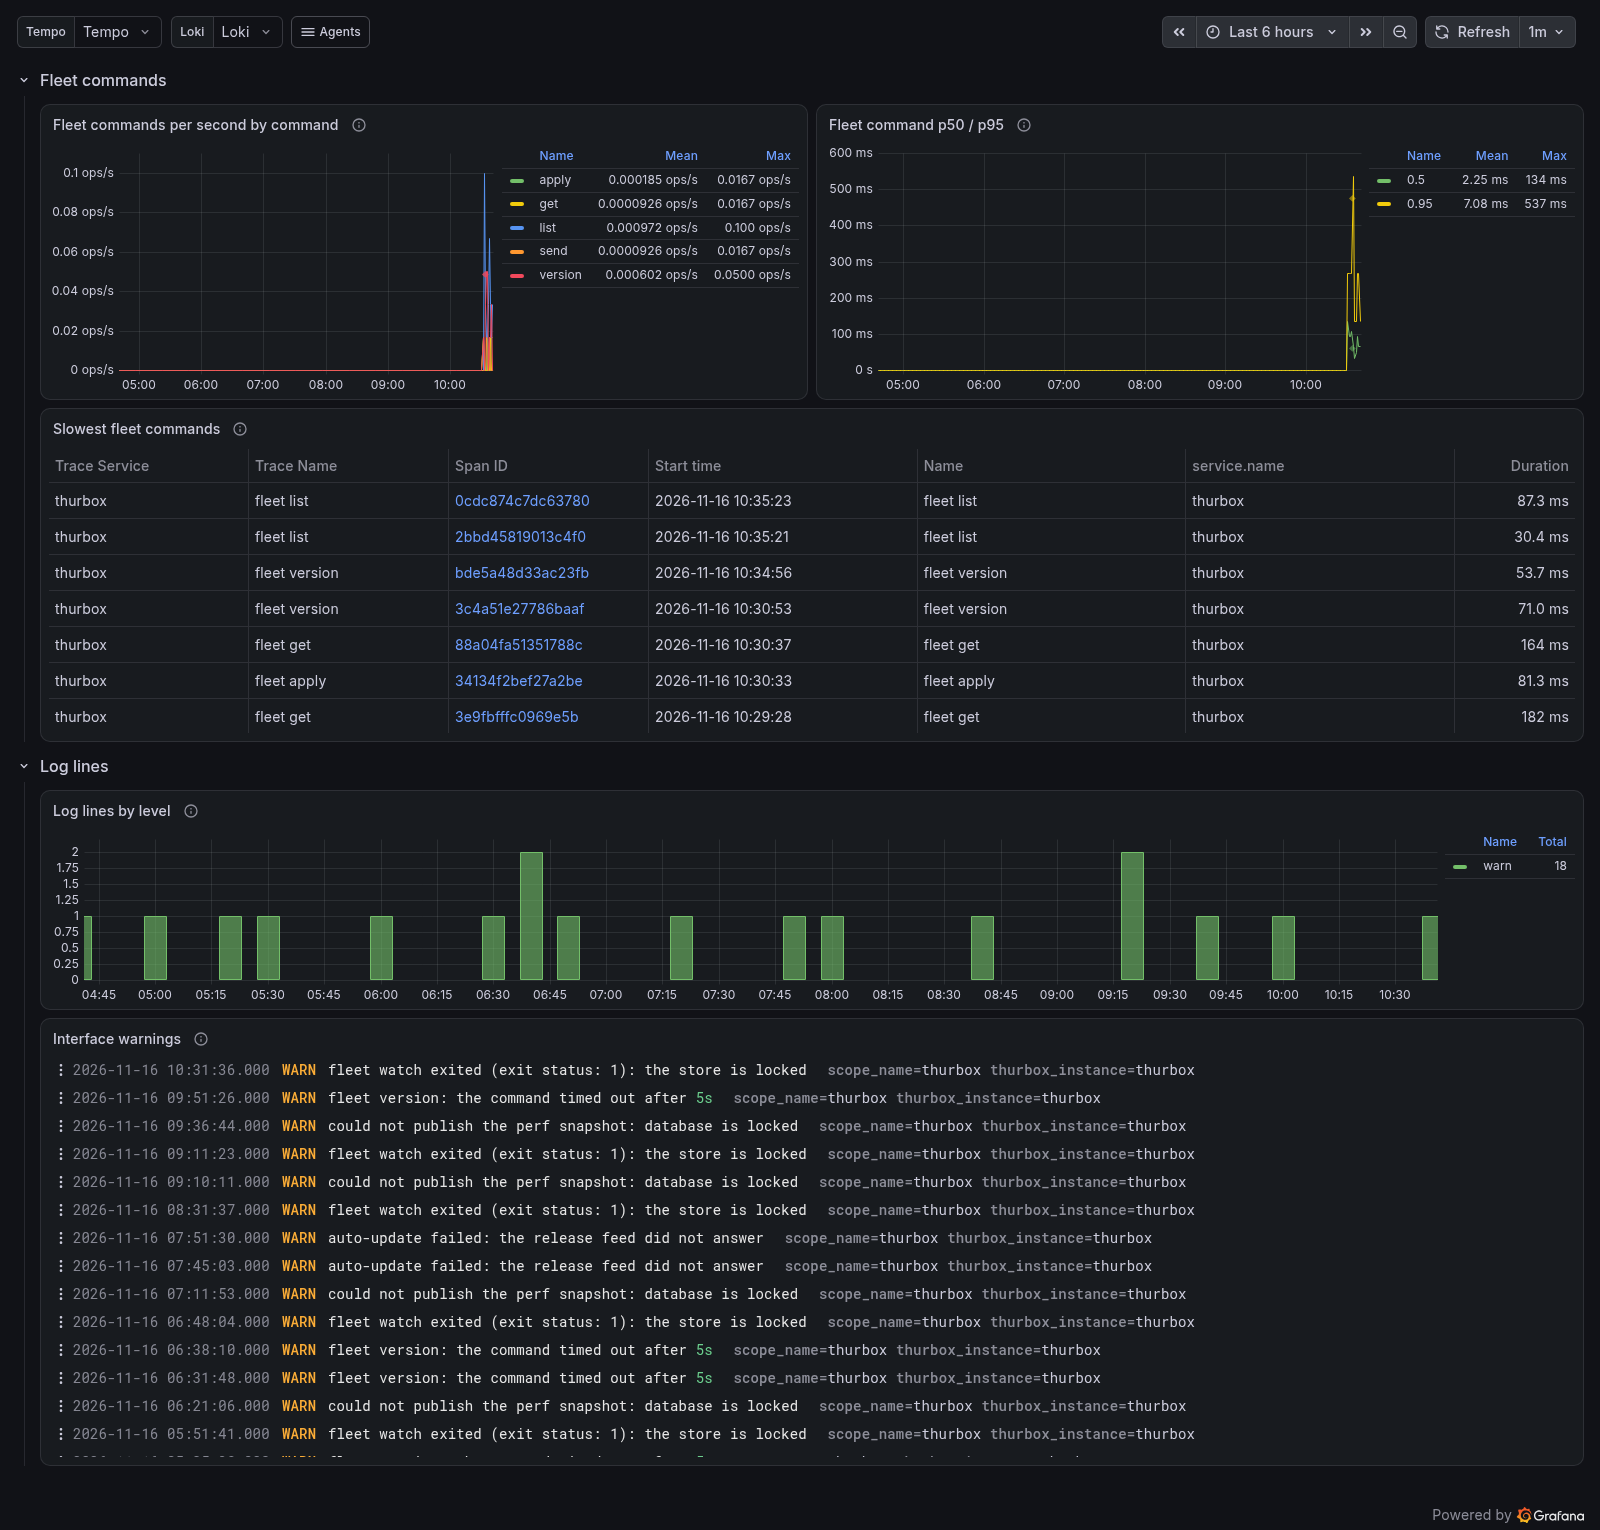 Tempo Tempo Loki Loki Agents Last 6 hours Refresh 1m
Fleet commands
Fleet commands per second by command
Name Mean Max
0.1 ops/s
0.08 ops/s
0.06 ops/s
0.04 ops/s
0.02 ops/s
0 ops/s
05:00 06:00 07:00 08:00 09:00 10:00
apply 0.000185 ops/s 0.0167 ops/s
get 0.0000926 ops/s 0.0167 ops/s
list 0.000972 ops/s 0.100 ops/s
send 0.0000926 ops/s 0.0167 ops/s
version 0.000602 ops/s 0.0500 ops/s
Fleet command p50 / p95
600 ms
500 ms
400 ms
300 ms
200 ms
100 ms
0 s
05:00 06:00 07:00 08:00 09:00 10:00
Name Mean Max
0.5 2.25 ms 134 ms
0.95 7.08 ms 537 ms
Slowest fleet commands
Trace Service Trace Name Span ID Start time Name service.name Duration
thurbox fleet list 0cdc874c7dc63780 2026-11-16 10:35:23 fleet list thurbox 87.3 ms
thurbox fleet list 2bbd45819013c4f0 2026-11-16 10:35:21 fleet list thurbox 30.4 ms
thurbox fleet version bde5a48d33ac23fb 2026-11-16 10:34:56 fleet version thurbox 53.7 ms
thurbox fleet version 3c4a51e27786baaf 2026-11-16 10:30:53 fleet version thurbox 71.0 ms
thurbox fleet get 88a04fa51351788c 2026-11-16 10:30:37 fleet get thurbox 164 ms
thurbox fleet apply 34134f2bef27a2be 2026-11-16 10:30:33 fleet apply thurbox 81.3 ms
thurbox fleet get 3e9fbfffc0969e5b 2026-11-16 10:29:28 fleet get thurbox 182 ms
Log lines
Log lines by level
2
1.75
1.5
1.25
1
0.75
0.5
0.25
0
04:45 05:00 05:15 05:30 05:45 06:00 06:15 06:30 06:45 07:00 07:15 07:30 07:45 08:00 08:15 08:30 08:45 09:00 09:15 09:30 09:45 10:00 10:15 10:30
Name Total
warn 18
Interface warnings
2026-11-16 10:31:36.000 WARN fleet watch exited (exit status: 1): the store is locked scope_name=thurbox thurbox_instance=thurbox
2026-11-16 09:51:26.000 WARN fleet version: the command timed out after 5s scope_name=thurbox thurbox_instance=thurbox
2026-11-16 09:36:44.000 WARN could not publish the perf snapshot: database is locked scope_name=thurbox thurbox_instance=thurbox
2026-11-16 09:11:23.000 WARN fleet watch exited (exit status: 1): the store is locked scope_name=thurbox thurbox_instance=thurbox
2026-11-16 09:10:11.000 WARN could not publish the perf snapshot: database is locked scope_name=thurbox thurbox_instance=thurbox
2026-11-16 08:31:37.000 WARN fleet watch exited (exit status: 1): the store is locked scope_name=thurbox thurbox_instance=thurbox
2026-11-16 07:51:30.000 WARN auto-update failed: the release feed did not answer scope_name=thurbox thurbox_instance=thurbox
2026-11-16 07:45:03.000 WARN auto-update failed: the release feed did not answer scope_name=thurbox thurbox_instance=thurbox
2026-11-16 07:11:53.000 WARN could not publish the perf snapshot: database is locked scope_name=thurbox thurbox_instance=thurbox
2026-11-16 06:48:04.000 WARN fleet watch exited (exit status: 1): the store is locked scope_name=thurbox thurbox_instance=thurbox
2026-11-16 06:38:10.000 WARN fleet version: the command timed out after 5s scope_name=thurbox thurbox_instance=thurbox
2026-11-16 06:31:48.000 WARN fleet version: the command timed out after 5s scope_name=thurbox thurbox_instance=thurbox
2026-11-16 06:21:06.000 WARN could not publish the perf snapshot: database is locked scope_name=thurbox thurbox_instance=thurbox
2026-11-16 05:51:41.000 WARN fleet watch exited (exit status: 1): the store is locked scope_name=thurbox thurbox_instance=thurbox
Powered by Grafana